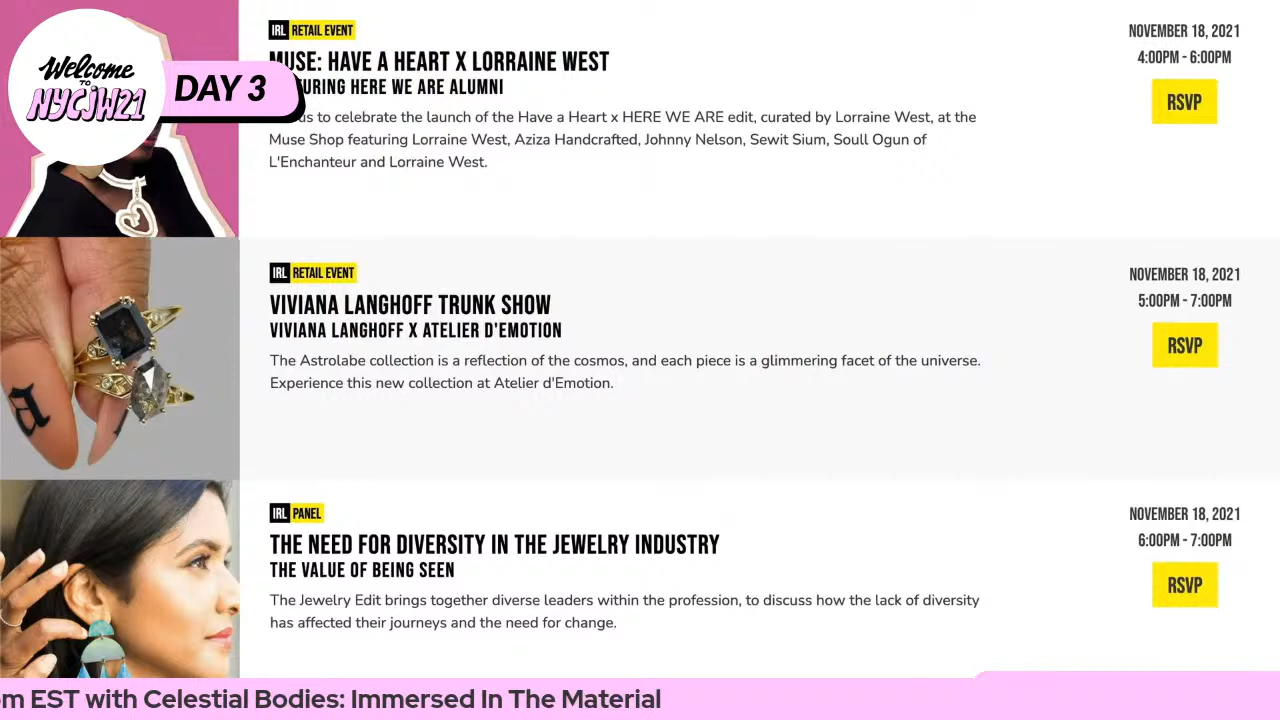 Welcome
TO
NYCJW21
DAY 3
IRL RETAIL EVENT
MUSE: HAVE A HEART X LORRAINE WEST
URING HERE WE ARE ALUMNI
us to celebrate the launch of the Have a Heart x HERE WE ARE edit, curated by Lorraine West, at the
Muse Shop featuring Lorraine West, Aziza Handcrafted, Johnny Nelson, Sewit Sium, Soull Ogun of
L'Enchanteur and Lorraine West.
NOVEMBER 18, 2021
4:00PM - 6:00PM
RSVP
IRL RETAIL EVENT
VIVIANA LANGHOFF TRUNK SHOW
VIVIANA LANGHOFF X ATELIER D'EMOTION
The Astrolabe collection is a reflection of the cosmos, and each piece is a glimmering facet of the universe.
Experience this new collection at Atelier d'Emotion.
NOVEMBER 18, 2021
5:00PM - 7:00PM
RSVP
a
IRL PANEL
THE NEED FOR DIVERSITY IN THE JEWELRY INDUSTRY
THE VALUE OF BEING SEEN
The Jewelry Edit brings together diverse leaders within the profession, to discuss how the lack of diversity
has affected their journeys and the need for change.
NOVEMBER 18, 2021
6:00PM - 7:00PM
RSVP
om EST with Celestial Bodies: Immersed In The Material